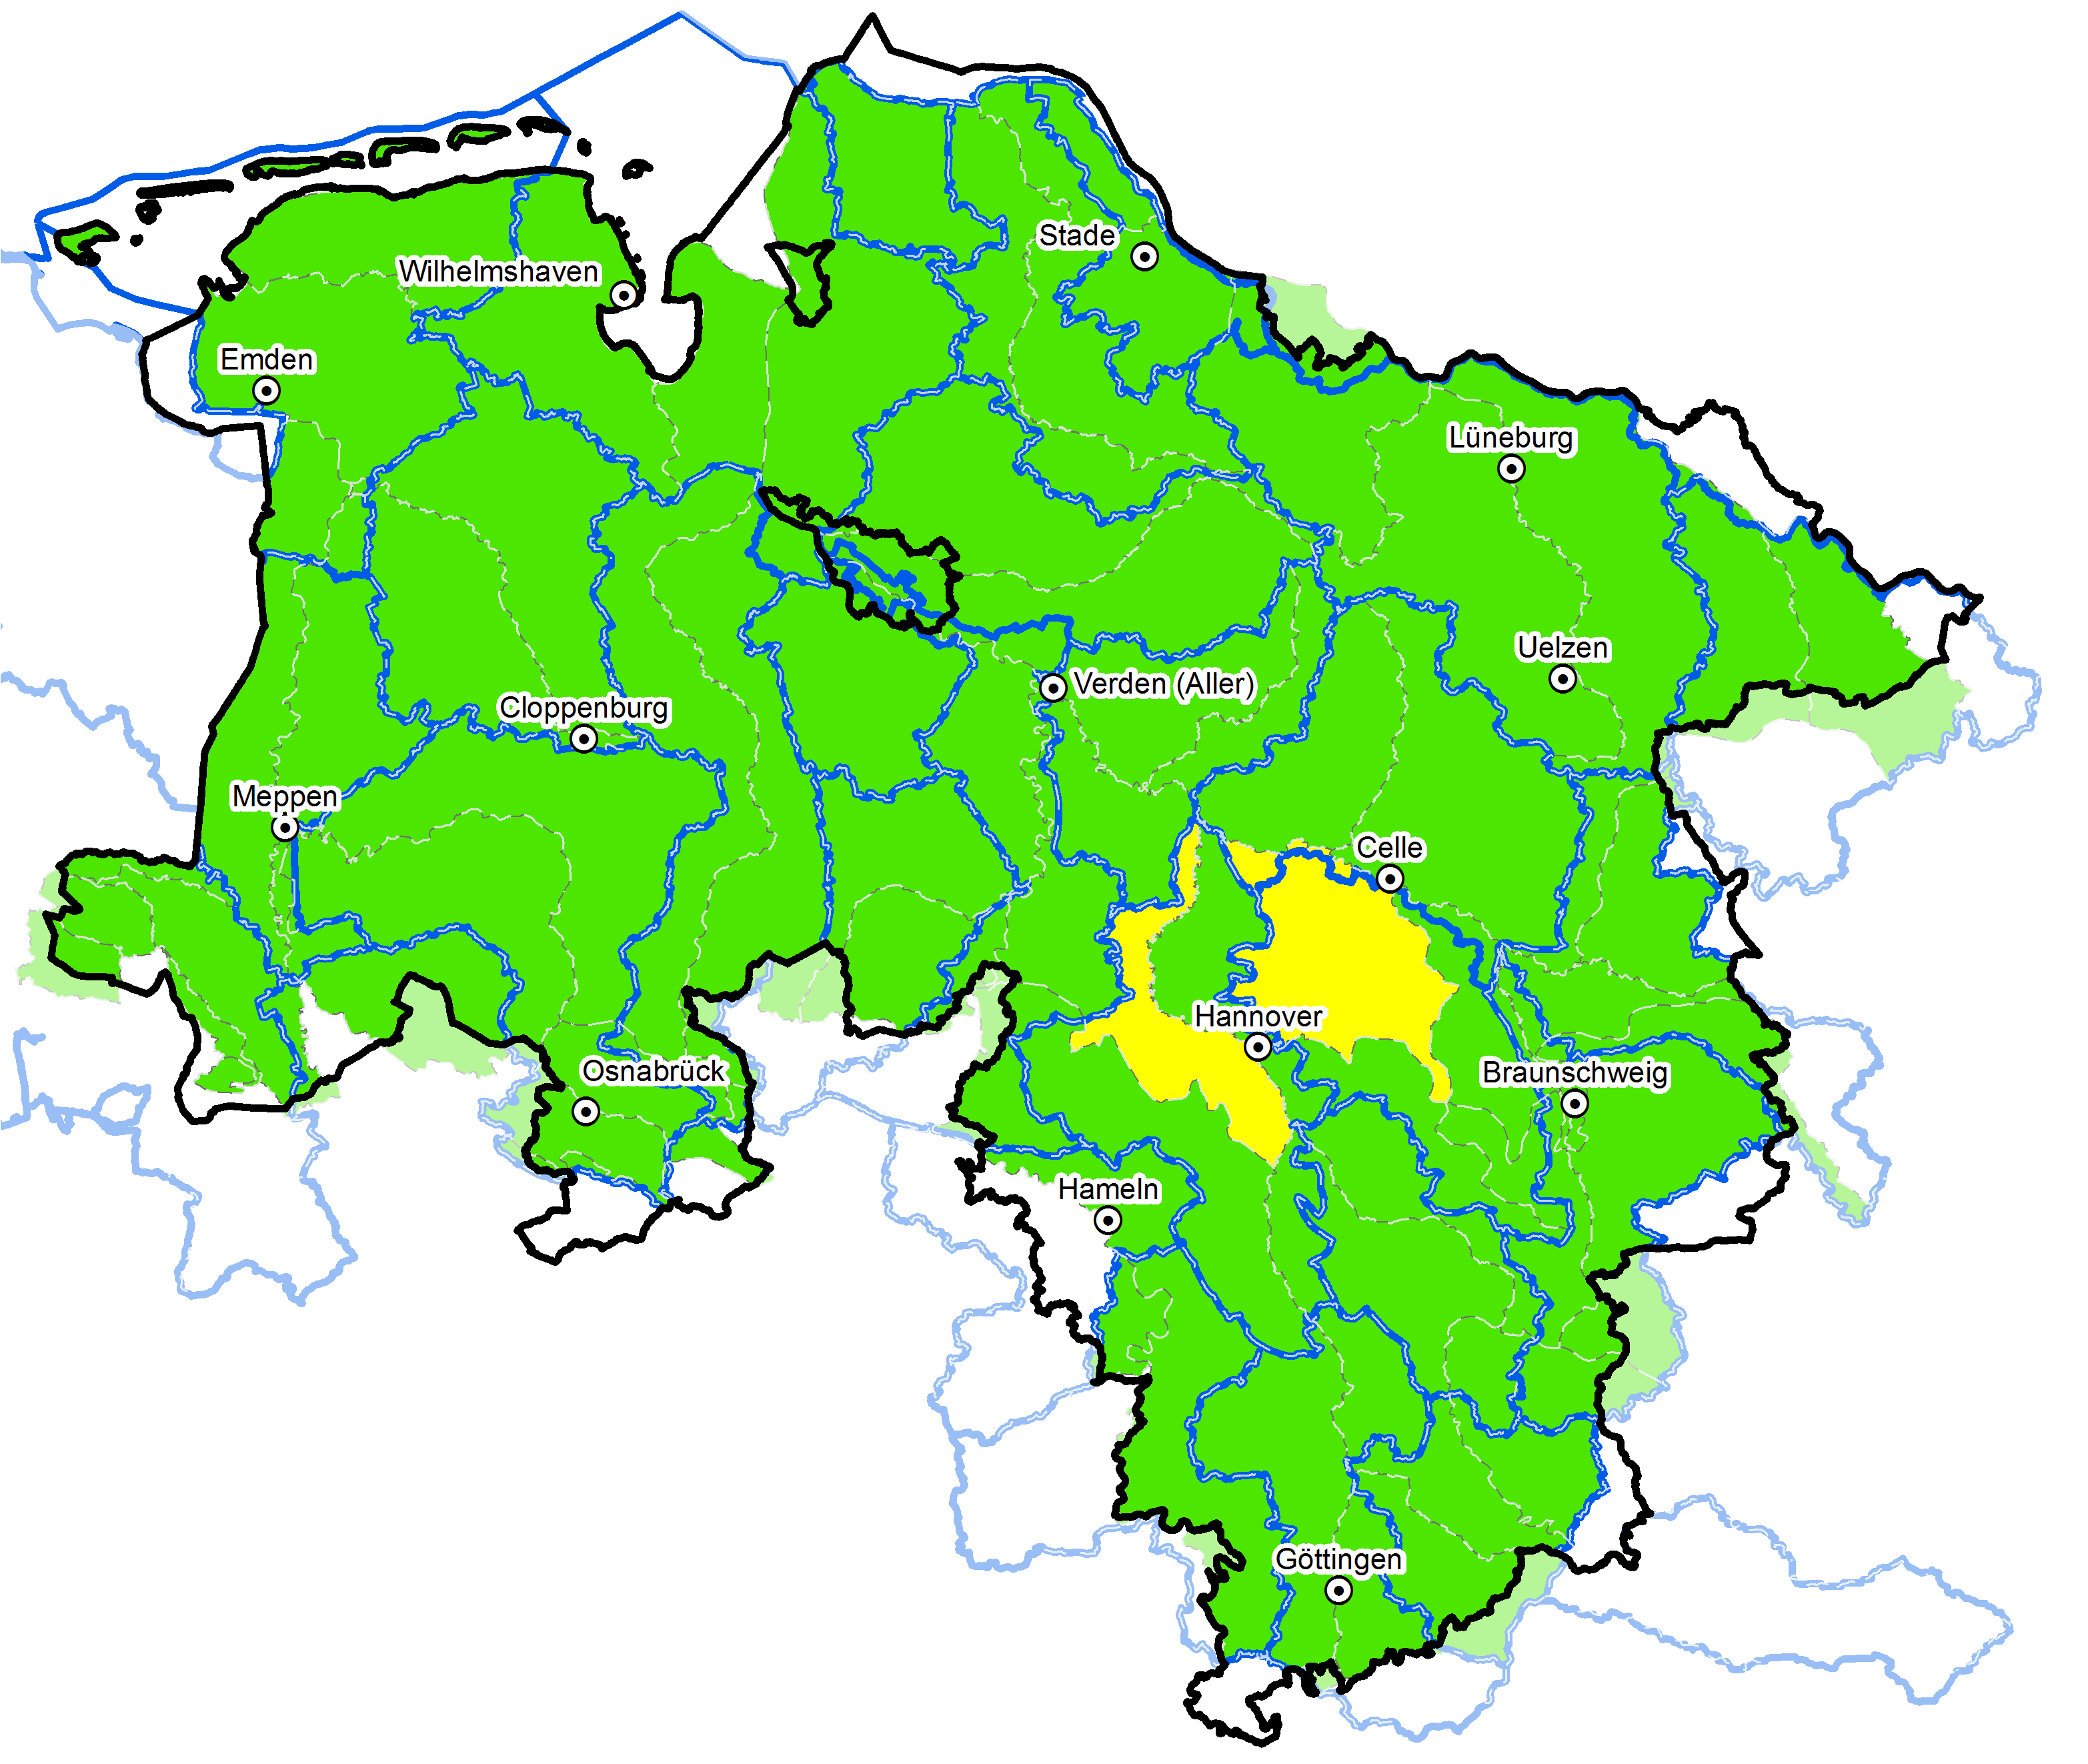 Stade
Wilhelmshaven
Emden
Lüneburg
Uelzen
Verden (Aller)
Cloppenburg
Meppen
Celle
Hannover
Osnabrück
Braunschweig
Hameln
Göttingen